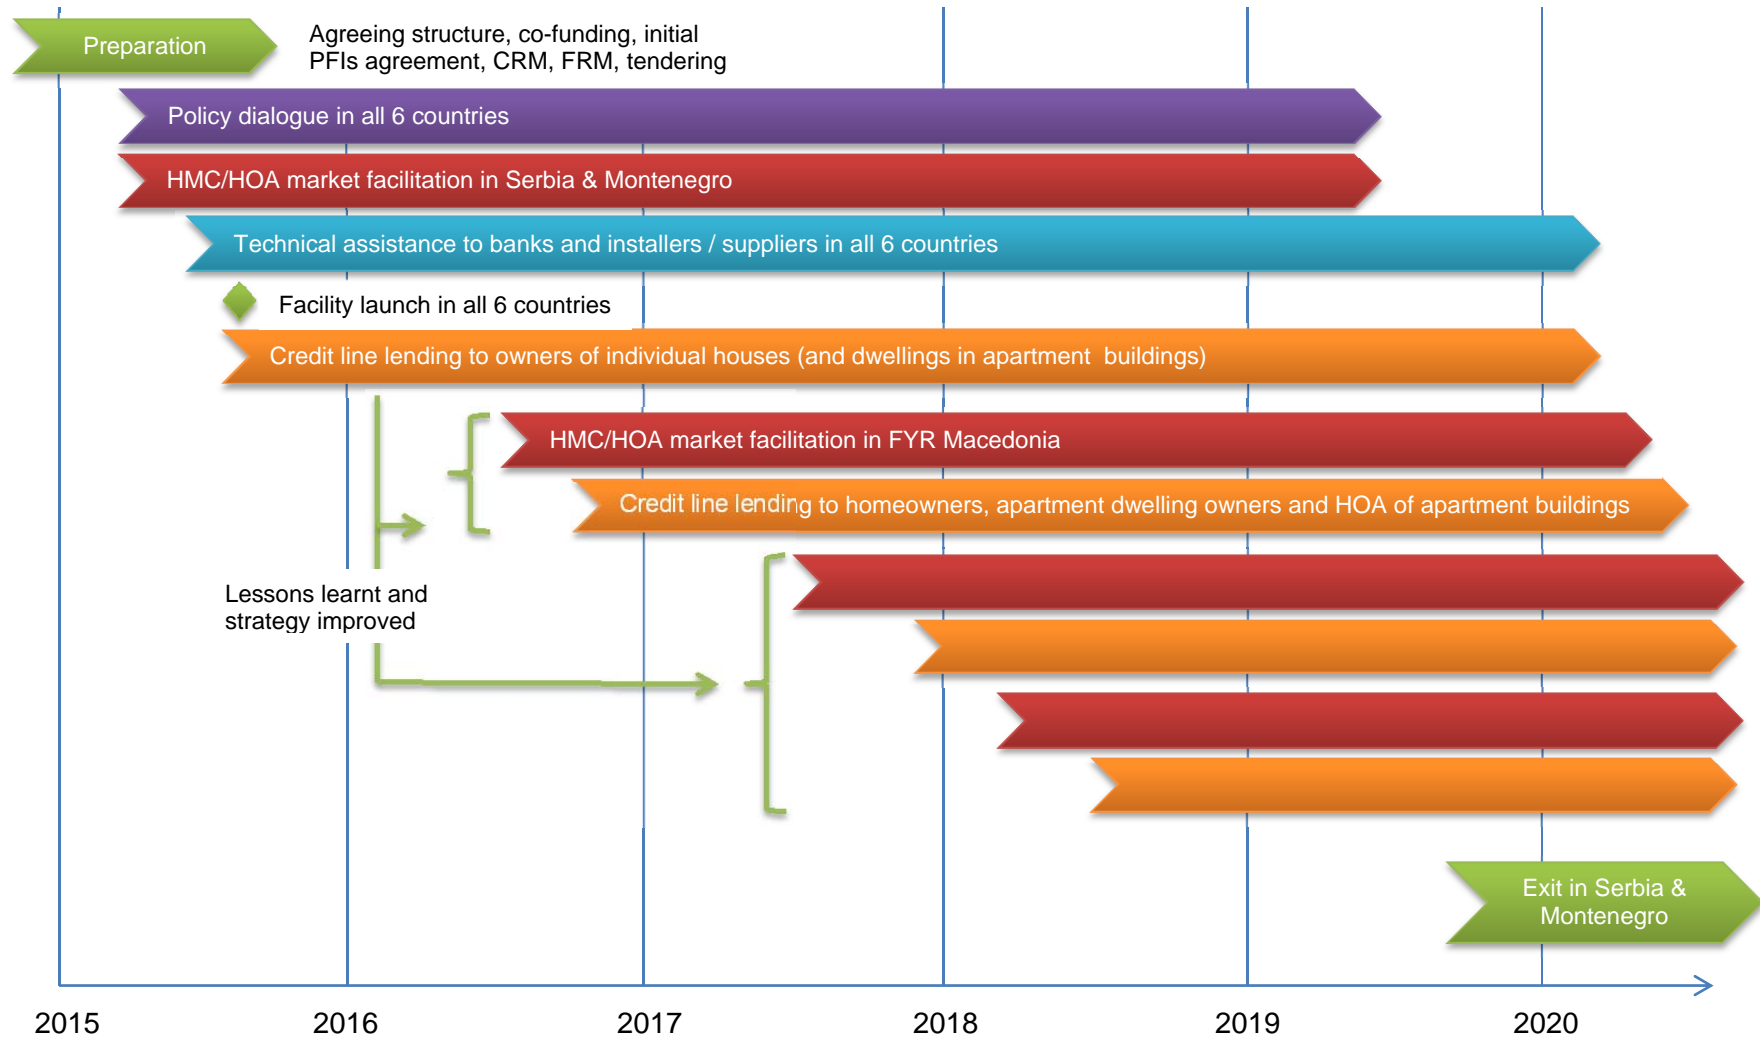 Preparation
Agreeing structure, co-funding, initial
PFIs agreement, CRM, FRM, tendering
Policy dialogue in all 6 countries
HMC/HOA market facilitation in Serbia & Montenegro
Technical assistance to banks and installers / suppliers in all 6 countries
Facility launch in all 6 countries
Credit line lending to owners of individual houses (and dwellings in apartment buildings)
HMC/HOA market facilitation in FYR Macedonia
Credit line lending to homeowners, apartment dwelling owners and HOA of apartment buildings
Lessons learnt and
strategy improved
Exit in Serbia &
Montenegro
2015 2016 2017 2018 2019 2020